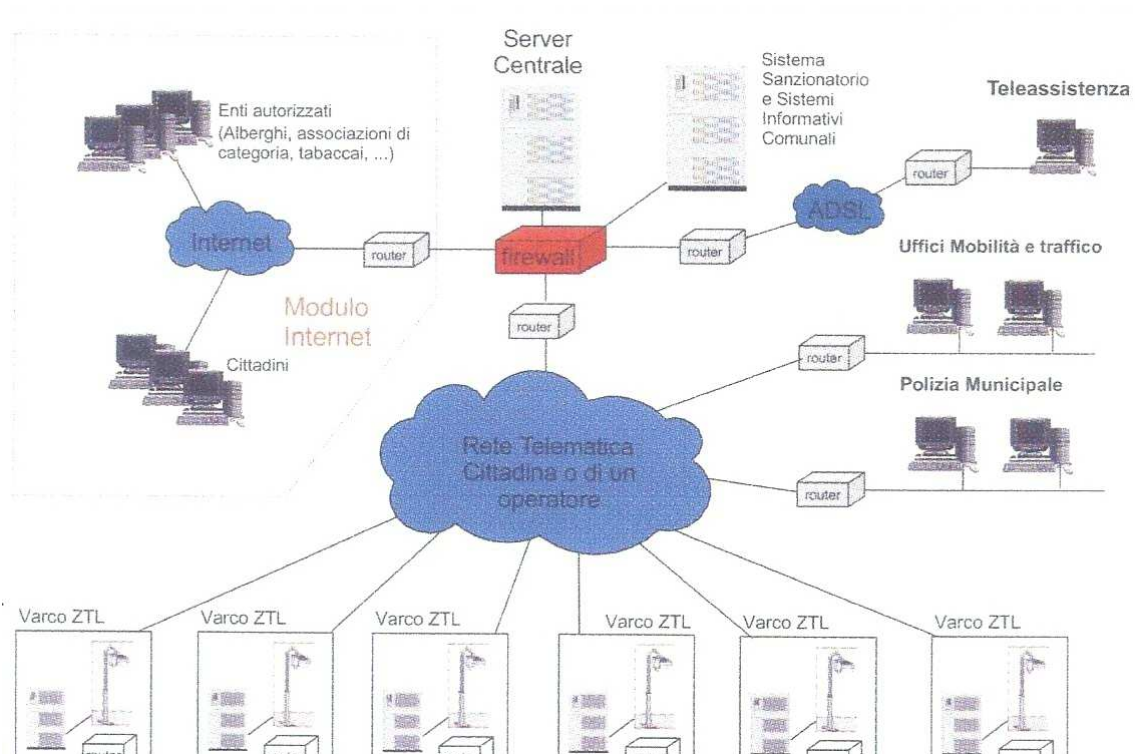 Server
Centrale
Sistema
Sanzionatorio
e Sistemi
Informativi
Comunali
Teleassistenza
Enti autorizzati
(Alberghi, associazioni di
categoria, tabaccai, ...)
router
ADSL
Internet
router
firewall
router
Uffici Mobilità e traffico
Modulo
Internet
router
router
Cittadini
Polizia Municipale
Rete Telematica
Cittadina o di un
operatore
router
Varco ZTL
Varco ZTL
Varco ZTL
Varco ZTL
Varco ZTL
Varco ZTL
router